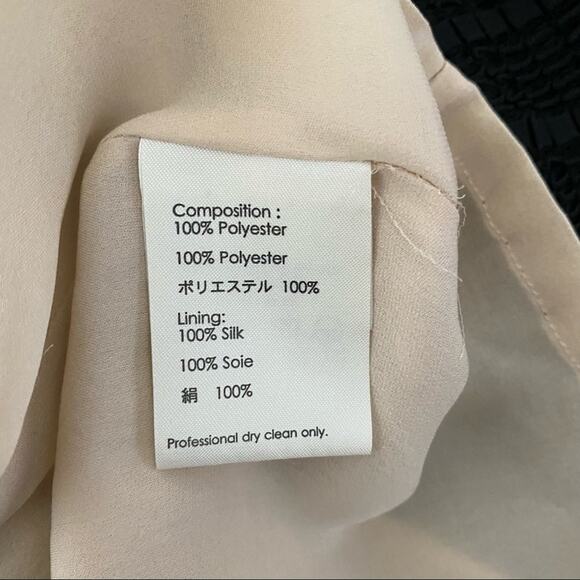 Composition :
100% Polyester
100% Polyester
ポリエステル 100%
Lining:
100% Silk
100% Soie
絹 100%
Professional dry clean only.